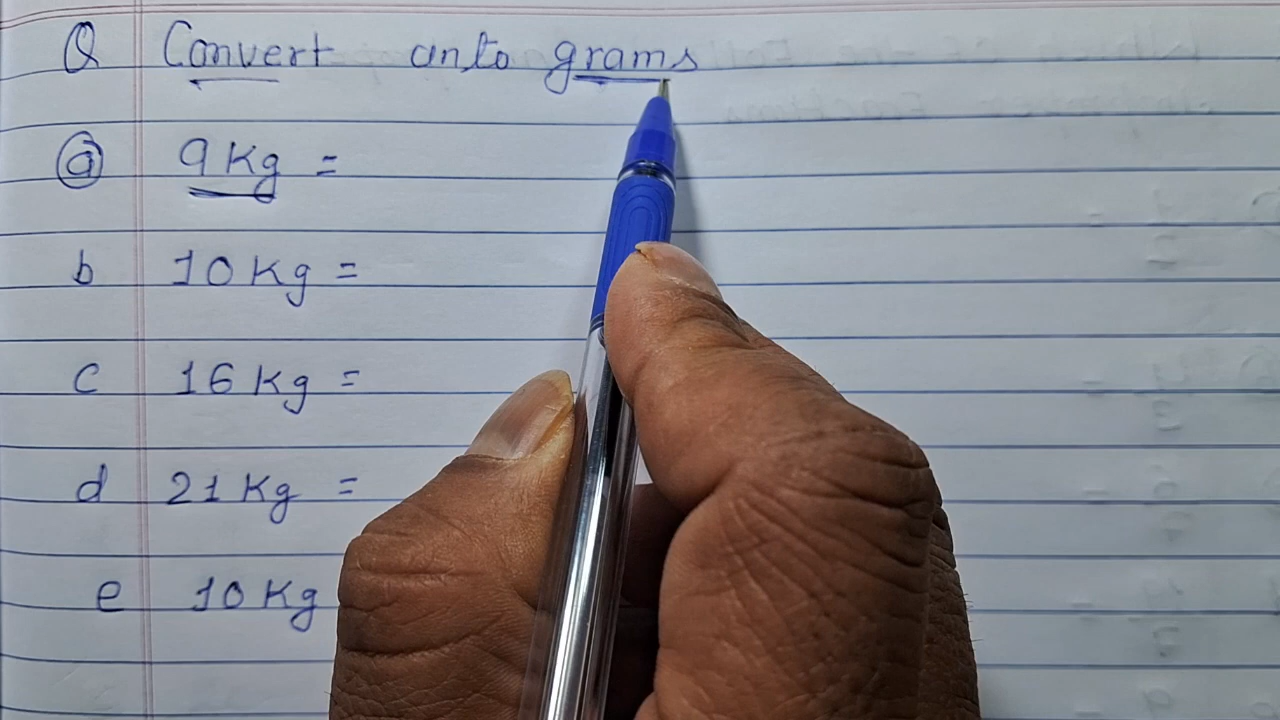 Q Convert into grams
a 9 Kg =
b 10 Kg =
c 16 Kg =
d 21 Kg =
e 10 Kg